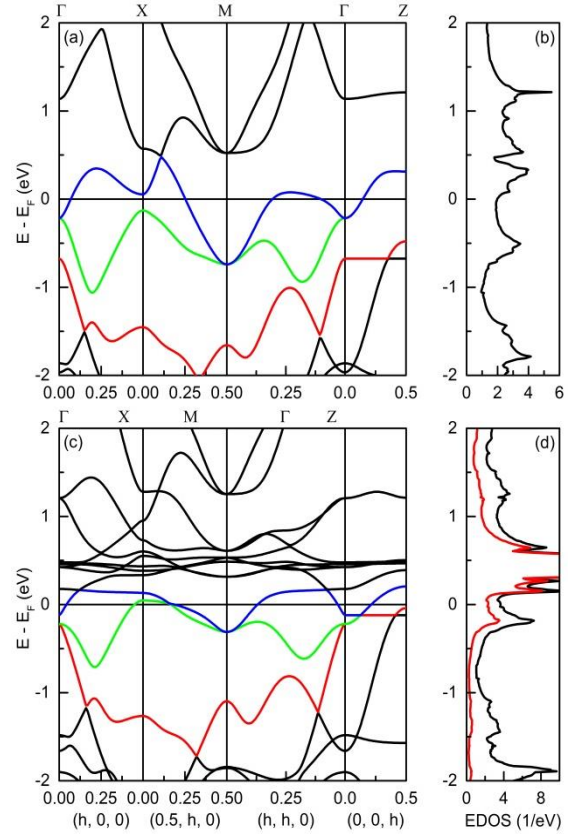 Γ X M Γ Z
(a) (b)
2
1
0
-1
-2
E - E_F (eV)
0.00 0.25 0.00 0.25 0.50 0.25 0.0 0.5 0 2 4 6
Γ X M Γ Z
(c) (d)
2
1
0
-1
-2
E - E_F (eV)
0.00 0.25 0.00 0.25 0.50 0.25 0.0 0.5 0 4 8
(h, 0, 0) (0.5, h, 0) (h, h, 0) (0, 0, h) EDOS (1/eV)